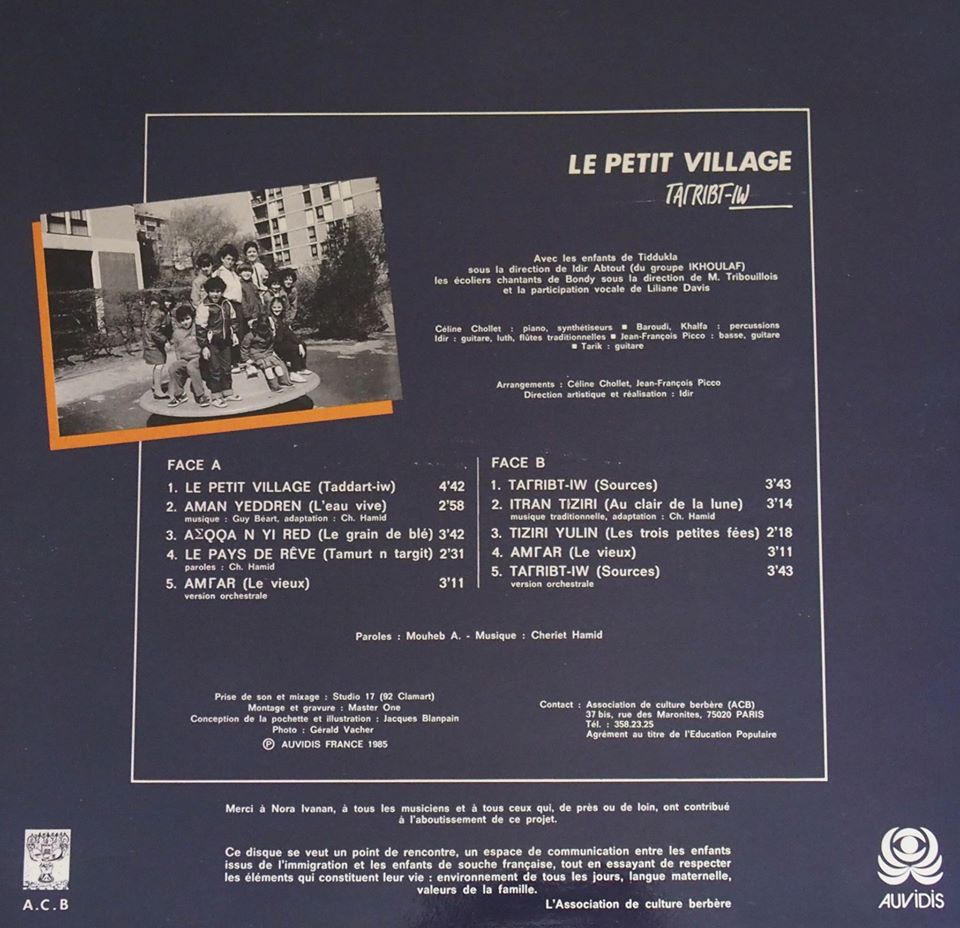 LE PETIT VILLAGE
TAΓRIBT-IW
Avec les enfants de Tiddukla
sous la direction de Idir Abtout (du groupe IKHOULAF)
les écoliers chantants de Bondy sous la direction de M. Tribouillois
et la participation vocale de Liliane Davis
Céline Chollet : piano, synthétiseurs ■ Baroudi, Khalfa : percussions
Idir : guitare, luth, flûtes traditionnelles ■ Jean-François Picco : basse, guitare
■ Tarik : guitare
Arrangements : Céline Chollet, Jean-François Picco
Direction artistique et réalisation : Idir
FACE A
1. LE PETIT VILLAGE (Taddart-iw) 4'42
2. AMAN YEDDREN (L'eau vive) 2'58
musique : Guy Béart, adaptation : Ch. Hamid
3. AΣQQA N YI RED (Le grain de blé) 3'42
4. LE PAYS DE RÊVE (Tamurt n targit) 2'31
paroles : Ch. Hamid
5. AMΓAR (Le vieux) 3'11
version orchestrale
FACE B
1. TAΓRIBT-IW (Sources) 3'43
2. ITRAN TIZIRI (Au clair de la lune) 3'14
musique traditionnelle, adaptation : Ch. Hamid
3. TIZIRI YULIN (Les trois petites fées) 2'18
4. AMΓAR (Le vieux) 3'11
5. TAΓRIBT-IW (Sources) 3'43
version orchestrale
Paroles : Mouheb A. - Musique : Cheriet Hamid
Prise de son et mixage : Studio 17 (92 Clamart)
Montage et gravure : Master One
Conception de la pochette et illustration : Jacques Blanpain
Photo : Gérald Vacher
℗ AUVIDIS FRANCE 1985
Contact : Association de culture berbère (ACB)
37 bis, rue des Maronites, 75020 PARIS
Tél. : 358.23.25
Agrément au titre de l'Education Populaire
Merci à Nora Ivanan, à tous les musiciens et à tous ceux qui, de près ou de loin, ont contribué
à l'aboutissement de ce projet.
Ce disque se veut un point de rencontre, un espace de communication entre les enfants
issus de l'immigration et les enfants de souche française, tout en essayant de respecter
les éléments qui constituent leur vie : environnement de tous les jours, langue maternelle,
valeurs de la famille.
L'Association de culture berbère
A.C.B
AUVIDIS